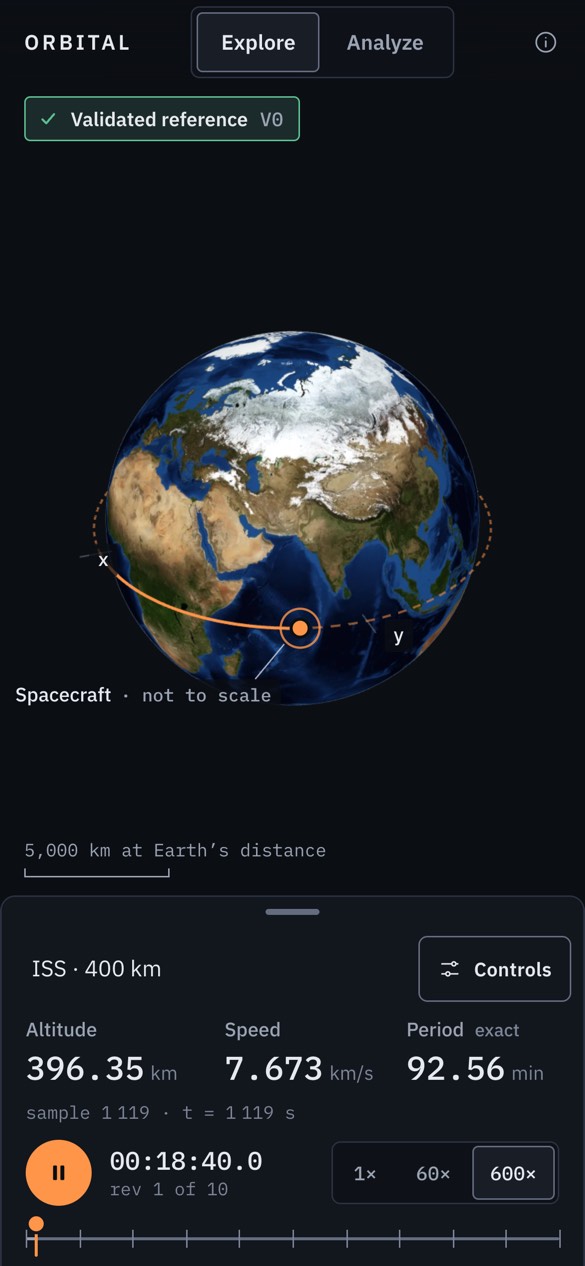 ORBITAL
Explore
Analyze
Validated reference V0
x
y
Spacecraft · not to scale
5,000 km at Earth’s distance
ISS · 400 km
Controls
Altitude
Speed
Period exact
396.35 km
7.673 km/s
92.56 min
sample 1 119 · t = 1 119 s
00:18:40.0
rev 1 of 10
1×
60×
600×